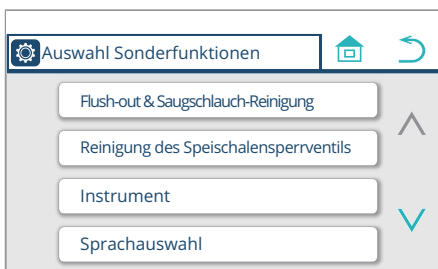 Auswahl Sonderfunktionen
Flush-out & Saugschlauch-Reinigung
Reinigung des Speischalensperrventils
Instrument
Sprachauswahl